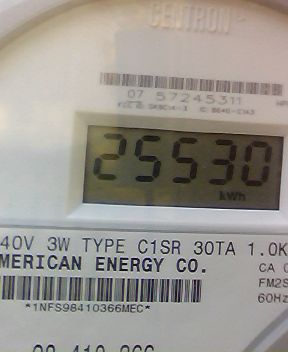 CENTRON
07 57245311
25530
kWh
40V 3W TYPE C1SR 30TA 1.0K
MERICAN ENERGY CO.
CA
FM2S
60Hz
*1NFS98410366MEC*